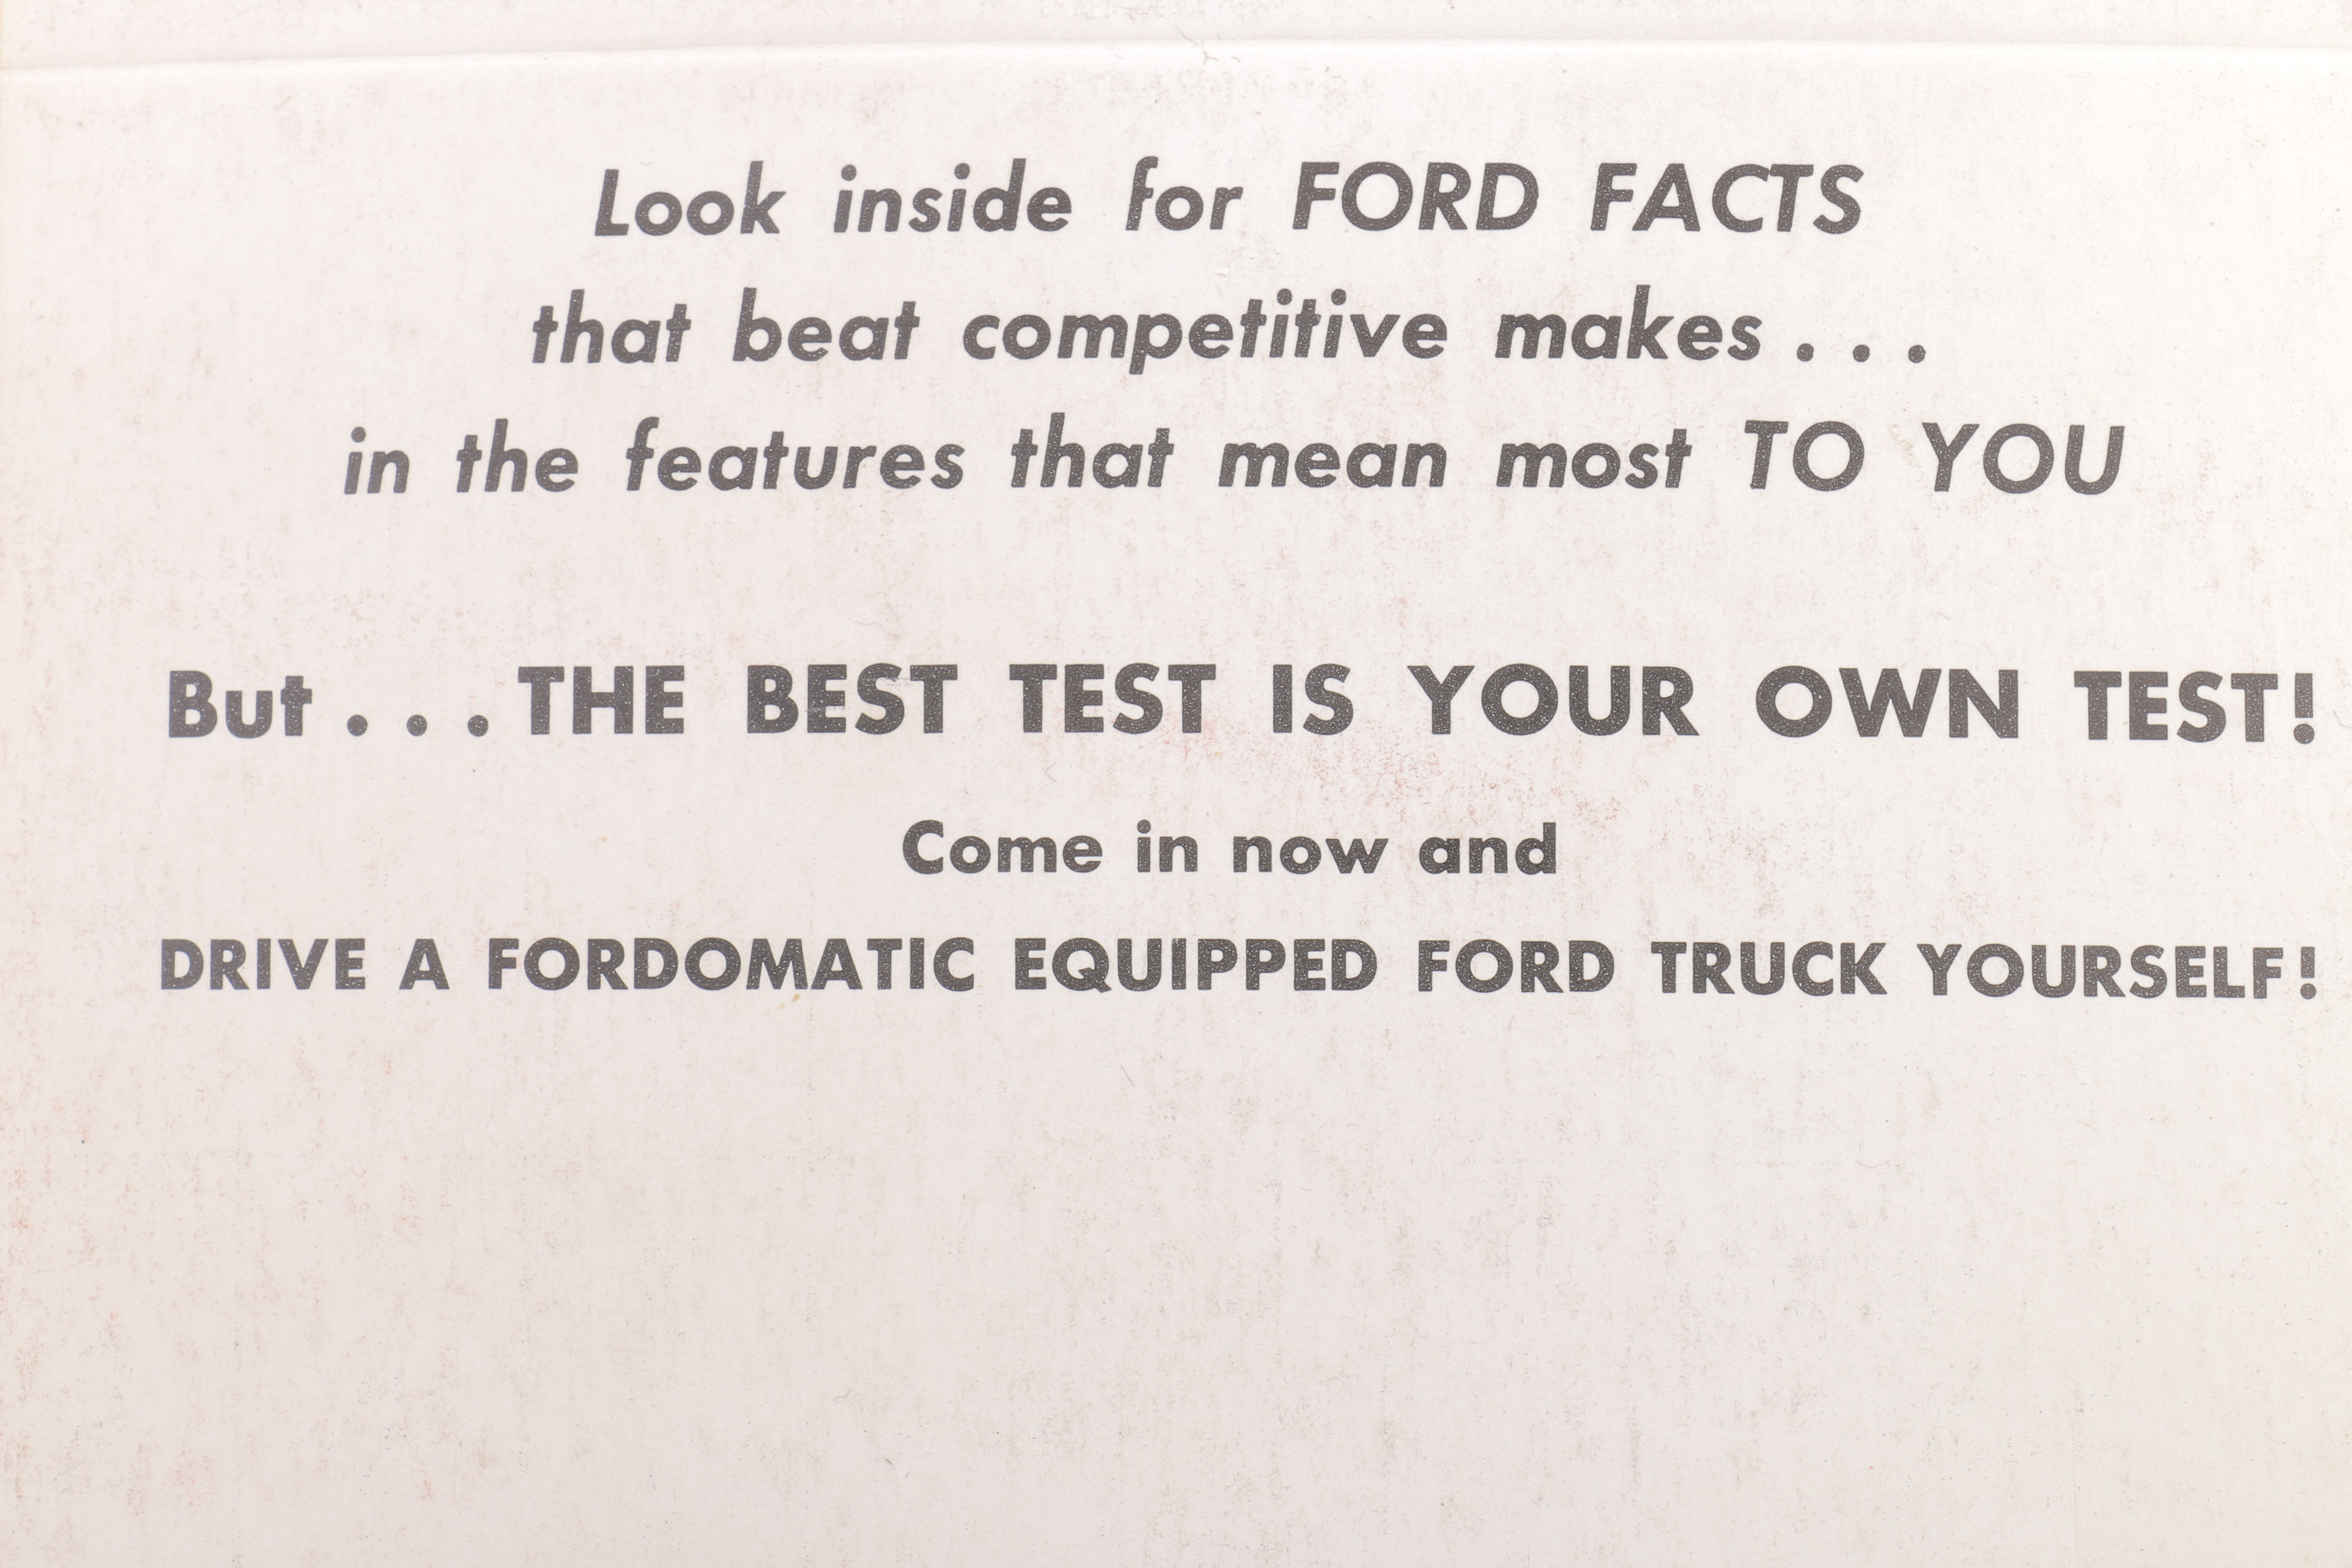 Look inside for FORD FACTS
that beat competitive makes . . .
in the features that mean most TO YOU
But . . . THE BEST TEST IS YOUR OWN TEST!
Come in now and
DRIVE A FORDOMATIC EQUIPPED FORD TRUCK YOURSELF!